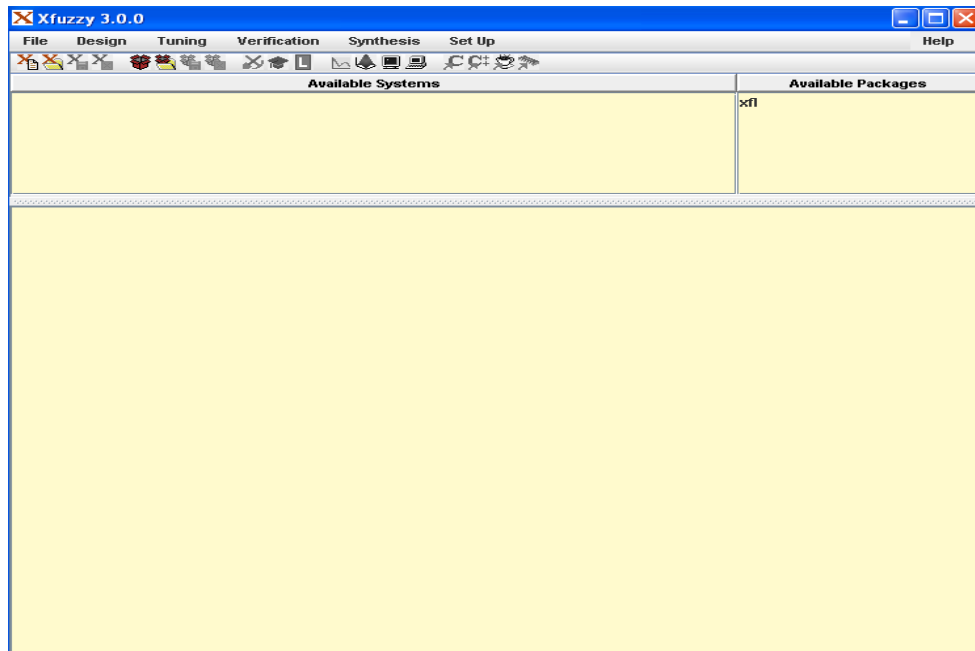 Xfuzzy 3.0.0
File Design Tuning Verification Synthesis Set Up Help
Available Systems Available Packages
xfl